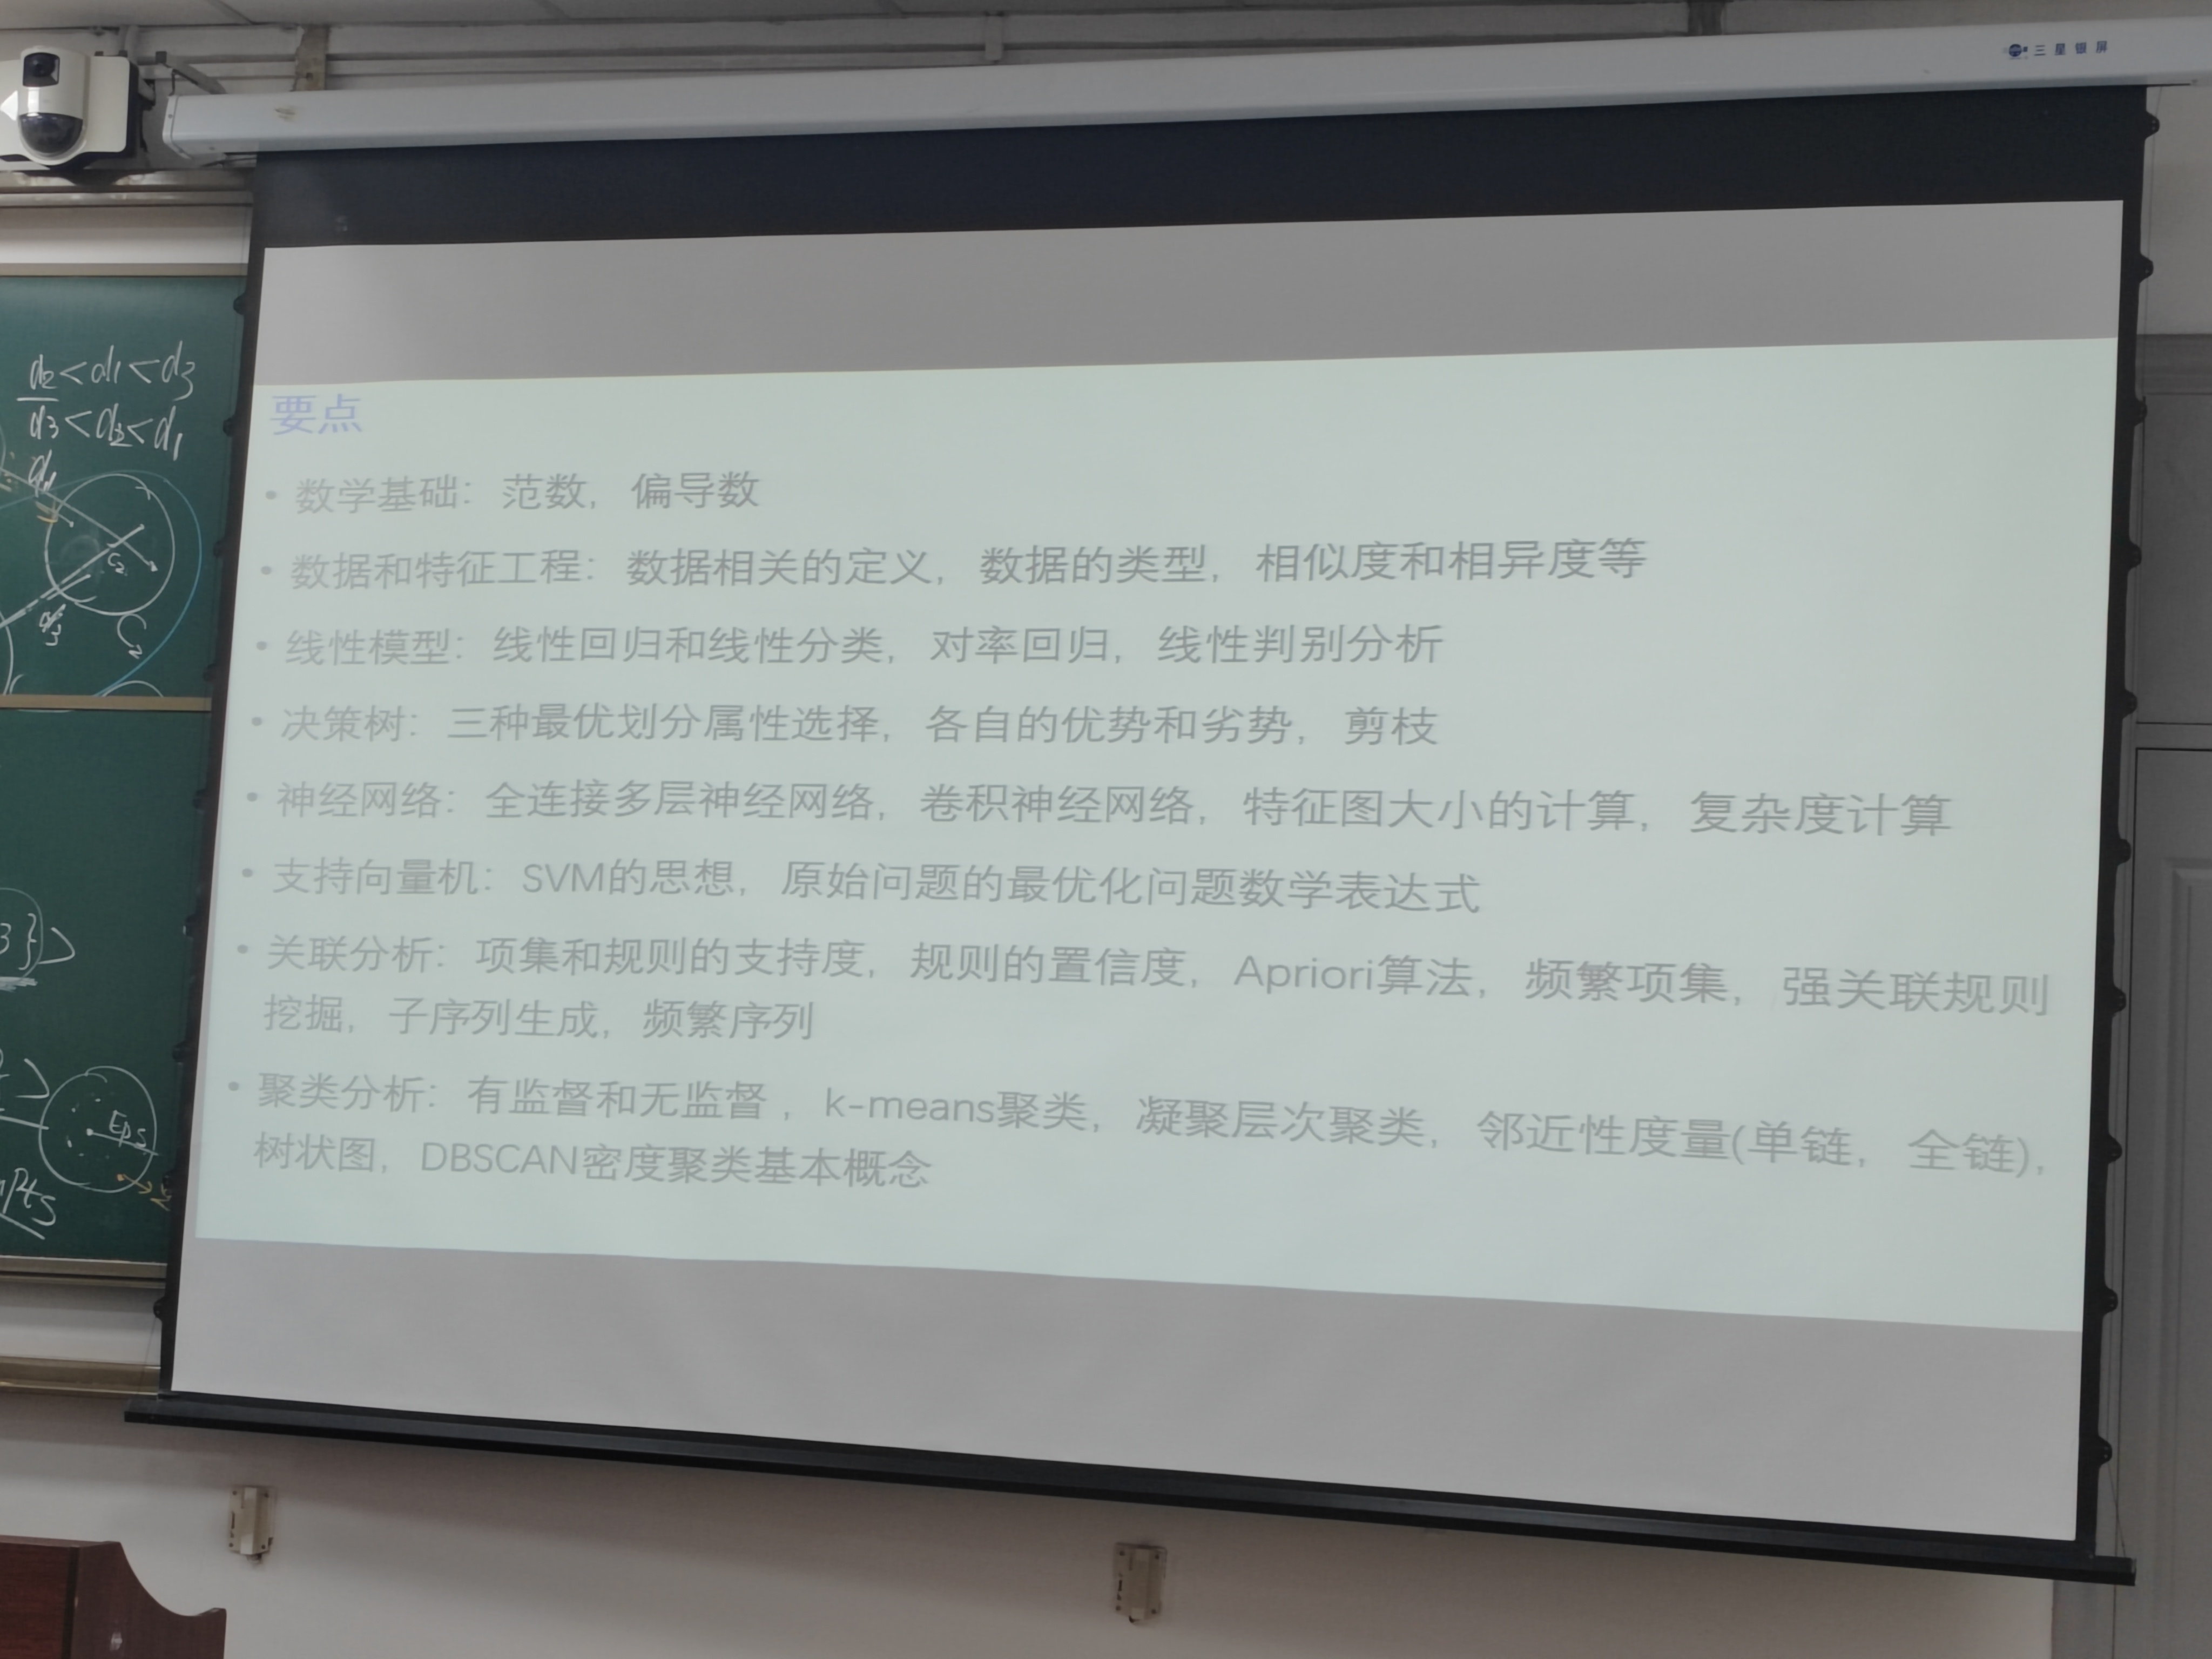 三星银屏
d2<d1<d3
d3<d2<d1
d1
C2
d3
C2
3}>
Eps
要点
• 数学基础：范数，偏导数
• 数据和特征工程：数据相关的定义，数据的类型，相似度和相异度等
• 线性模型：线性回归和线性分类，对率回归，线性判别分析
• 决策树：三种最优划分属性选择，各自的优势和劣势，剪枝
• 神经网络：全连接多层神经网络，卷积神经网络，特征图大小的计算，复杂度计算
• 支持向量机：SVM的思想，原始问题的最优化问题数学表达式
• 关联分析：项集和规则的支持度，规则的置信度，Apriori算法，频繁项集，强关联规则
挖掘，子序列生成，频繁序列
• 聚类分析：有监督和无监督，k-means聚类，凝聚层次聚类，邻近性度量(单链，全链)，
树状图，DBSCAN密度聚类基本概念